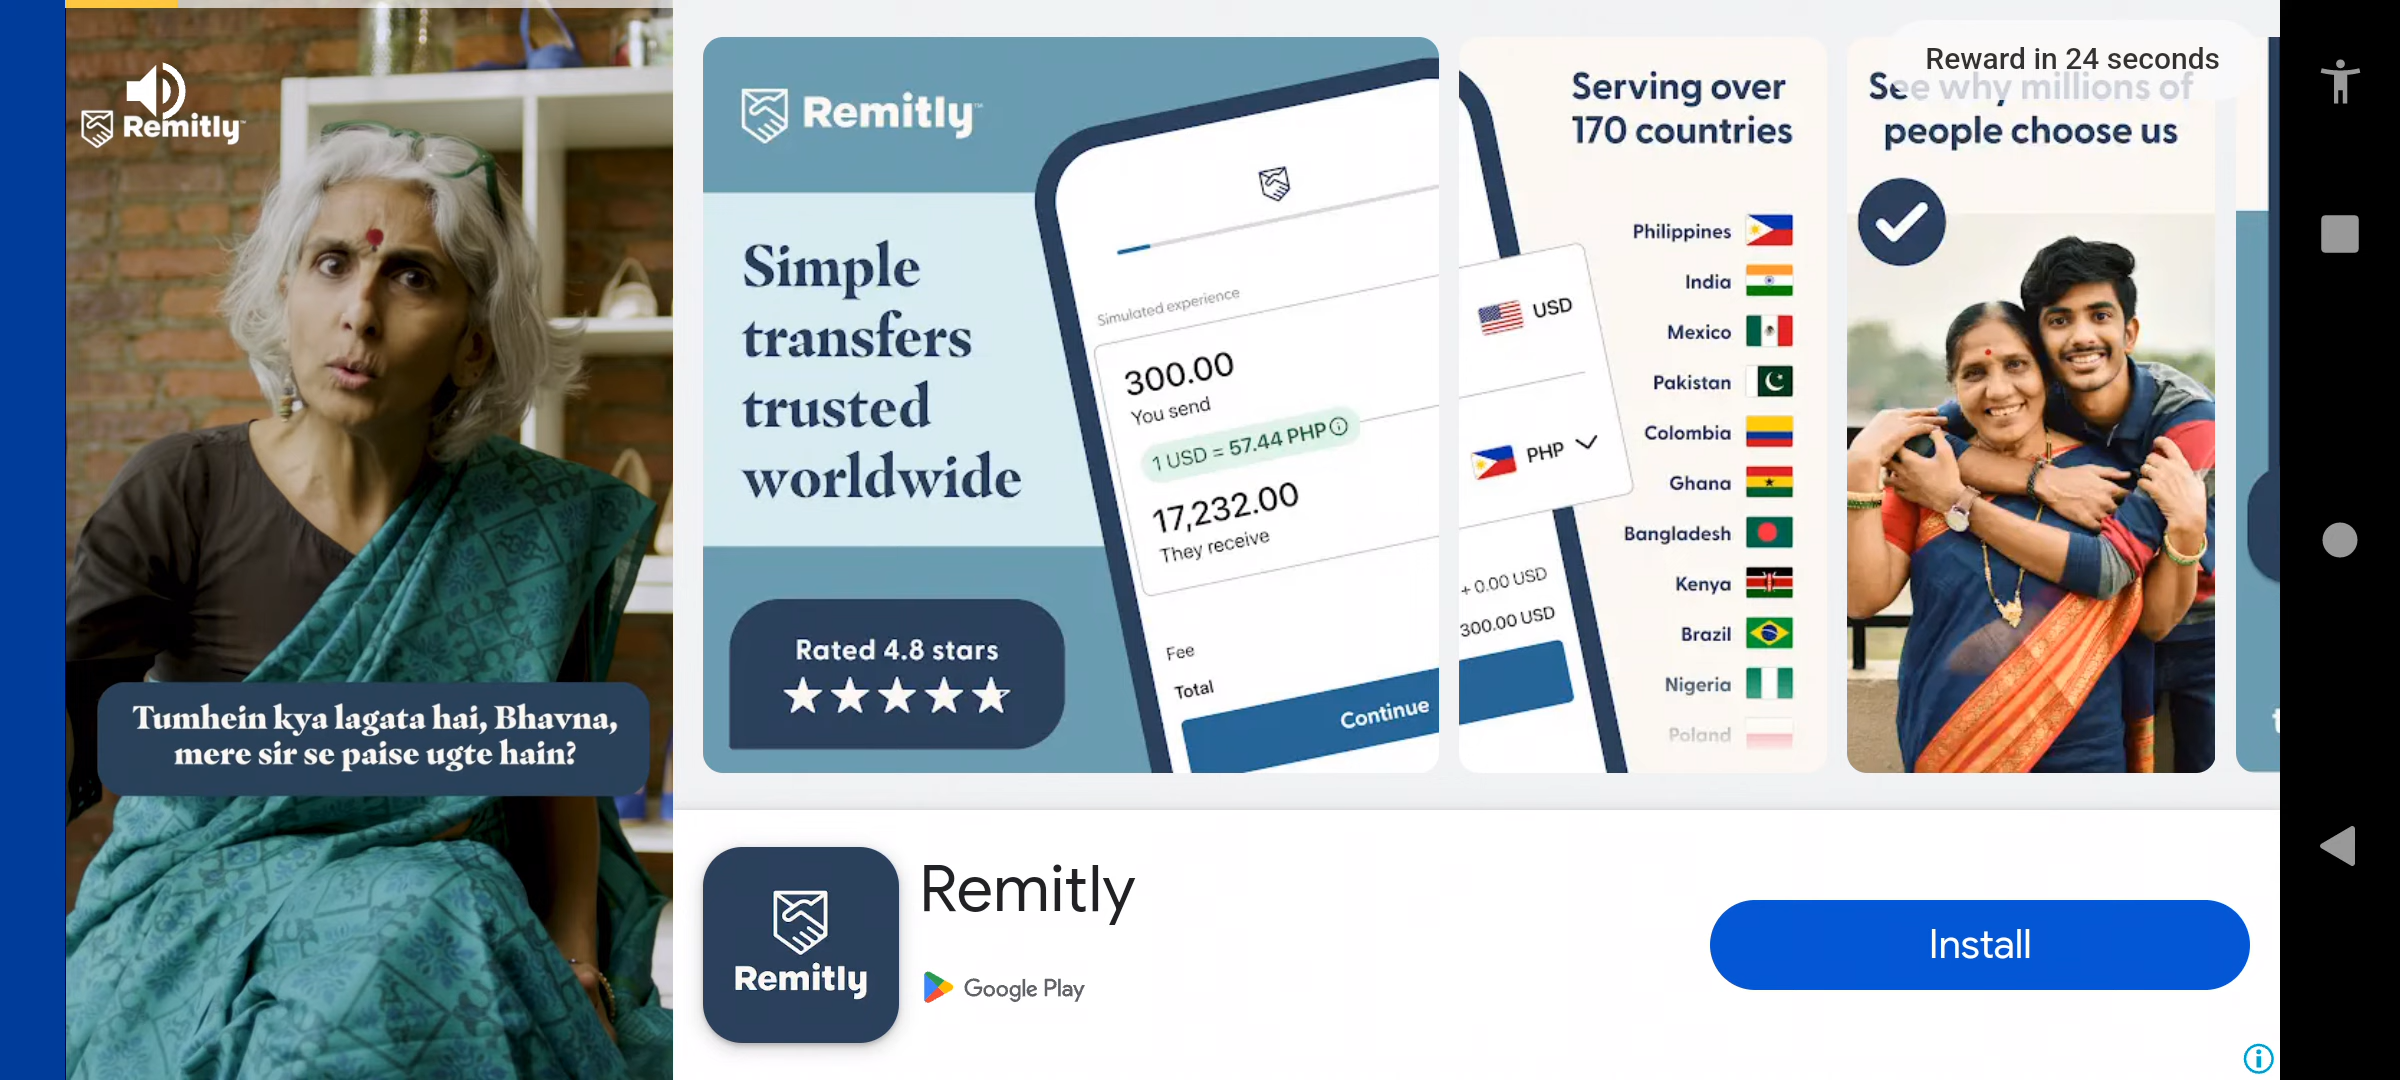 Remitly
Tumhein kya lagata hai, Bhavna,
mere sir se paise ugte hain?
Remitly
Simple
transfers
trusted
worldwide
Rated 4.8 stars
Simulated experience
300.00
You send
1 USD = 57.44 PHP
17,232.00
They receive
Fee
Total
Continue
USD
PHP
+ 0.00 USD
300.00 USD
Serving over
170 countries
Philippines
India
Mexico
Pakistan
Colombia
Ghana
Bangladesh
Kenya
Brazil
Nigeria
Poland
Reward in 24 seconds
See why millions of
people choose us
Remitly
Remitly
Google Play
Install